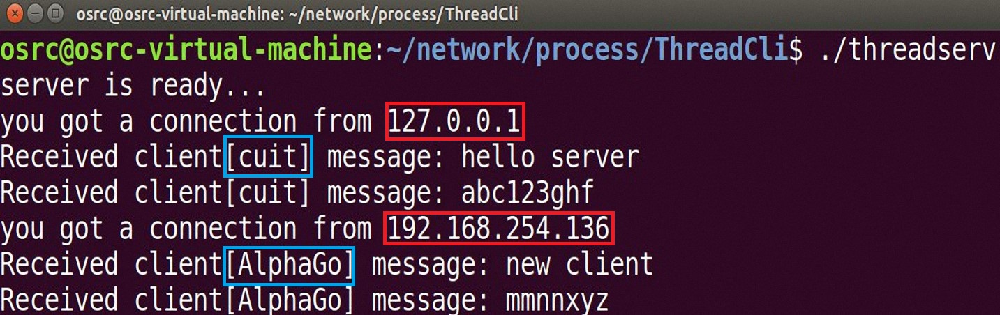 osrc@osrc-virtual-machine: ~/network/process/ThreadCli
osrc@osrc-virtual-machine:~/network/process/ThreadCli$ ./threadserv
server is ready...
you got a connection from 127.0.0.1
Received client[cuit] message: hello server
Received client[cuit] message: abc123ghf
you got a connection from 192.168.254.136
Received client[AlphaGo] message: new client
Received client[AlphaGo] message: mmnnxyz